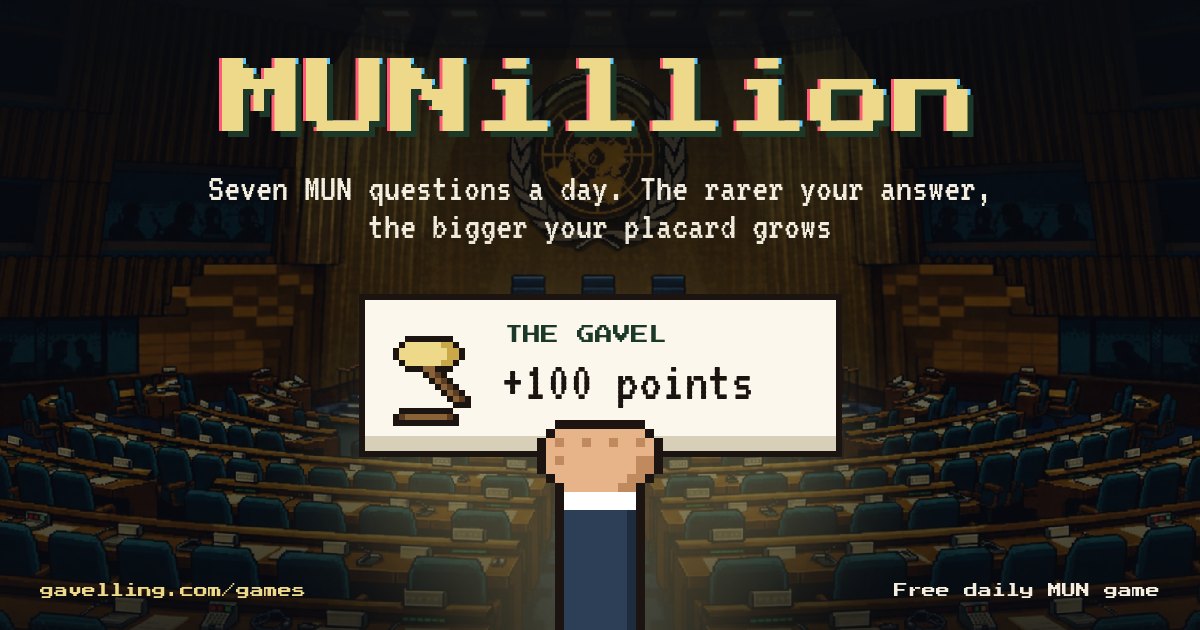 MUNillion
Seven MUN questions a day. The rarer your answer,
the bigger your placard grows
THE GAVEL
+100 points
gavelling.com/games
Free daily MUN game